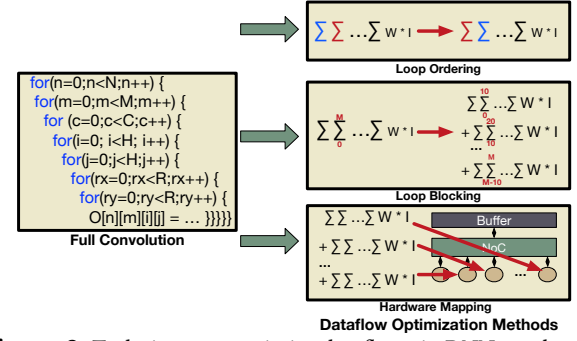 ∑ ∑ ...∑ W * I ∑ ∑ ...∑ W * I
Loop Ordering
for(n=0;n<N;n++) {
for(m=0;m<M;m++) {
for (c=0;c<C;c++) {
for(i=0; i<H; i++) {
for(j=0;j<H;j++) {
for(rx=0;rx<R;rx++) {
for(ry=0;ry<R;ry++) {
O[n][m][i][j] = ... }}}}}
Full Convolution
M
∑ ∑ ...∑ W * I
0
10
∑ ∑ ...∑ W * I
0
20
+ ∑ ∑ ...∑ W * I
10
...
M
+ ∑ ∑ ...∑ W * I
M-10
Loop Blocking
∑ ∑ ...∑ W * I
+ ∑ ∑ ...∑ W * I
...
+ ∑ ∑ ...∑ W * I
Buffer
NoC
...
Hardware Mapping
Dataflow Optimization Methods